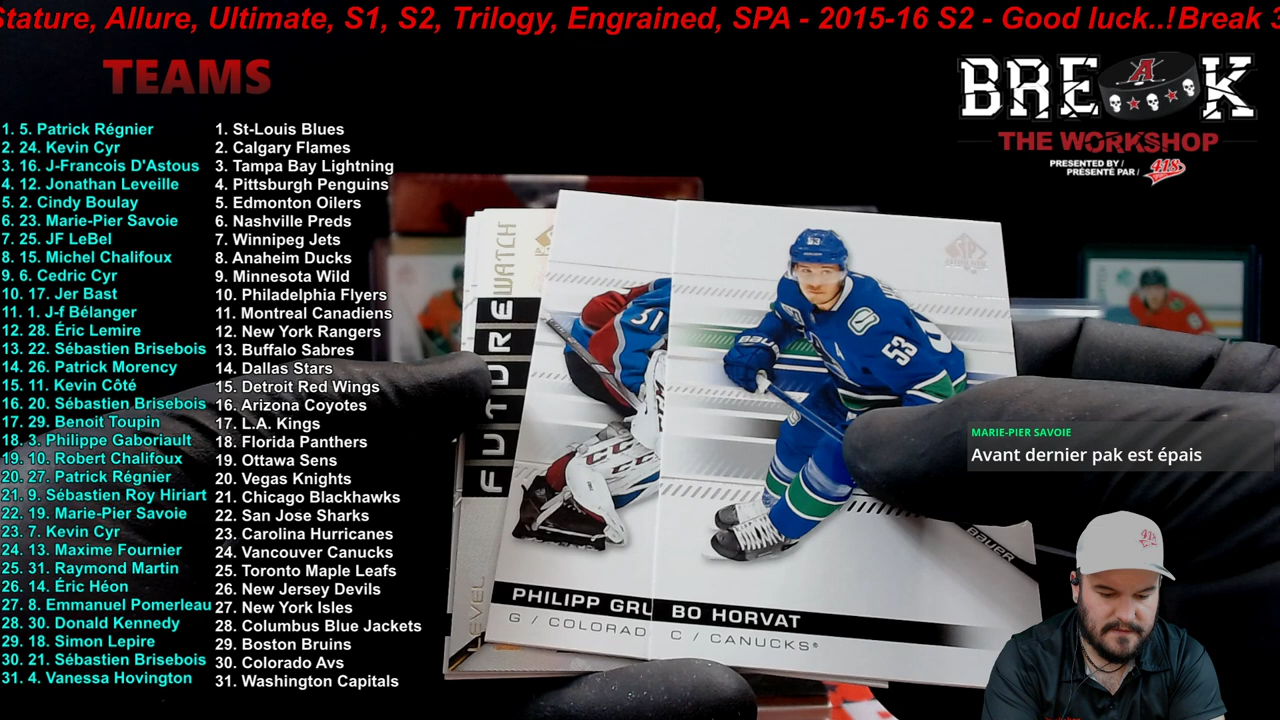 Stature, Allure, Ultimate, S1, S2, Trilogy, Engrained, SPA - 2015-16 S2 - Good luck..!Break 3
TEAMS
1. 5. Patrick Régnier
2. 24. Kevin Cyr
3. 16. J-Francois D'Astous
4. 12. Jonathan Leveille
5. 2. Cindy Boulay
6. 23. Marie-Pier Savoie
7. 25. JF LeBel
8. 15. Michel Chalifoux
9. 6. Cedric Cyr
10. 17. Jer Bast
11. 1. J-f Bélanger
12. 28. Éric Lemire
13. 22. Sébastien Brisebois
14. 26. Patrick Morency
15. 11. Kevin Côté
16. 20. Sébastien Brisebois
17. 29. Benoit Toupin
18. 3. Philippe Gaboriault
19. 10. Robert Chalifoux
20. 27. Patrick Régnier
21. 9. Sébastien Roy Hiriart
22. 19. Marie-Pier Savoie
23. 7. Kevin Cyr
24. 13. Maxime Fournier
25. 31. Raymond Martin
26. 14. Éric Héon
27. 8. Emmanuel Pomerleau
28. 30. Donald Kennedy
29. 18. Simon Lepire
30. 21. Sébastien Brisebois
31. 4. Vanessa Hovington
1. St-Louis Blues
2. Calgary Flames
3. Tampa Bay Lightning
4. Pittsburgh Penguins
5. Edmonton Oilers
6. Nashville Preds
7. Winnipeg Jets
8. Anaheim Ducks
9. Minnesota Wild
10. Philadelphia Flyers
11. Montreal Canadiens
12. New York Rangers
13. Buffalo Sabres
14. Dallas Stars
15. Detroit Red Wings
16. Arizona Coyotes
17. L.A. Kings
18. Florida Panthers
19. Ottawa Sens
20. Vegas Knights
21. Chicago Blackhawks
22. San Jose Sharks
23. Carolina Hurricanes
24. Vancouver Canucks
25. Toronto Maple Leafs
26. New Jersey Devils
27. New York Isles
28. Columbus Blue Jackets
29. Boston Bruins
30. Colorado Avs
31. Washington Capitals
FUTURE WATCH
LEVEL
31
PHILIPP GRU
G / COLORAD
SP
53
BAUER
53
BAUER
BO HORVAT
C / CANUCKS®
BREAK
THE WORKSHOP
PRESENTED BY /
PRÉSENTÉ PAR /
418
MARIE-PIER SAVOIE
Avant dernier pak est épais
418